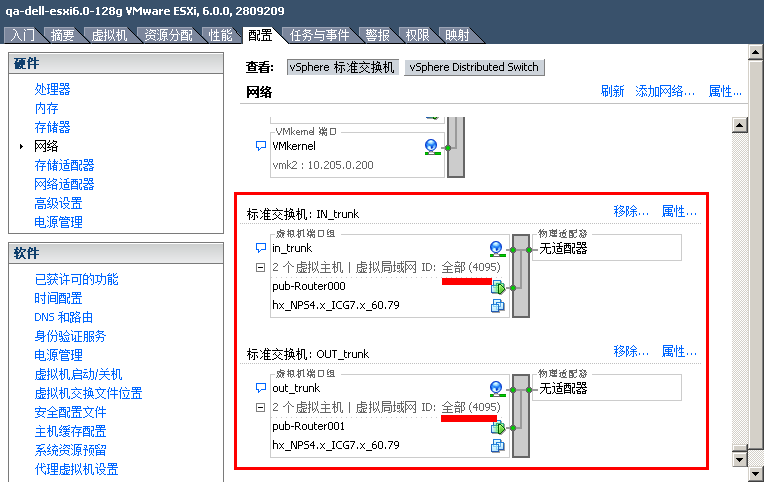 qa-dell-esxi6.0-128g VMware ESXi, 6.0.0, 2809209
入门 摘要 虚拟机 资源分配 性能 配置 任务与事件 警报 权限 映射
硬件
处理器
内存
存储器
网络
存储适配器
网络适配器
高级设置
电源管理
软件
已获许可的功能
时间配置
DNS 和路由
身份验证服务
电源管理
虚拟机启动/关机
虚拟机交换文件位置
安全配置文件
主机缓存配置
系统资源预留
代理虚拟机设置
查看: vSphere 标准交换机 vSphere Distributed Switch
网络 刷新 添加网络... 属性...
VMkernel 端口
VMkernel
vmk2 : 10.205.0.200
标准交换机: IN_trunk 移除... 属性...
虚拟机端口组 物理适配器
in_trunk 无适配器
2 个虚拟主机 | 虚拟局域网 ID: 全部 (4095)
pub-Router000
hx_NPS4.x_ICG7.x_60.79
标准交换机: OUT_trunk 移除... 属性...
虚拟机端口组 物理适配器
out_trunk 无适配器
2 个虚拟主机 | 虚拟局域网 ID: 全部 (4095)
pub-Router001
hx_NPS4.x_ICG7.x_60.79